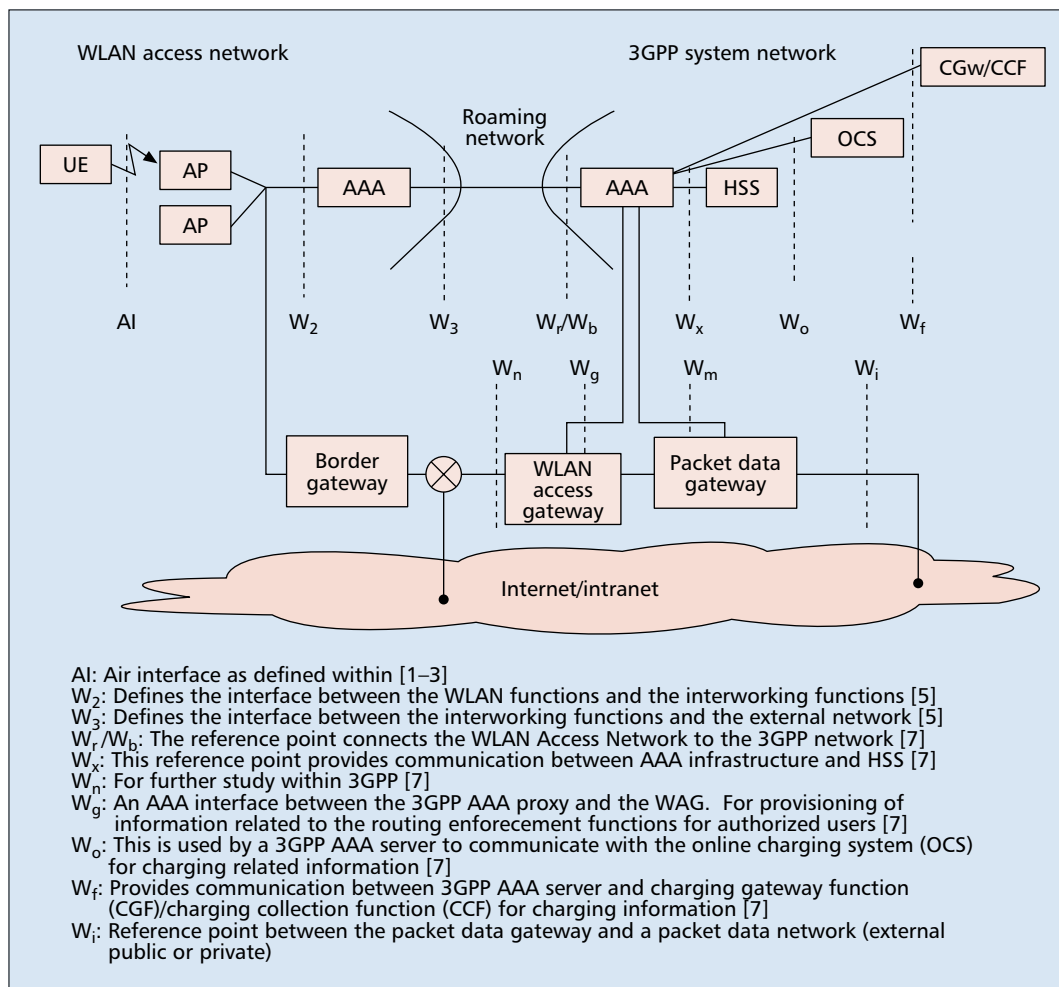 WLAN access network
3GPP system network
CGw/CCF
Roaming
network
OCS
UE
AP
AAA
AAA
HSS
AP
AI
W2
W3
Wr/Wb
Wx
Wo
Wf
Wn
Wg
Wm
Wi
Border
gateway
WLAN
access
gateway
Packet data
gateway
Internet/intranet
AI: Air interface as defined within [1–3]
W2: Defines the interface between the WLAN functions and the interworking functions [5]
W3: Defines the interface between the interworking functions and the external network [5]
Wr/Wb: The reference point connects the WLAN Access Network to the 3GPP network [7]
Wx: This reference point provides communication between AAA infrastructure and HSS [7]
Wn: For further study within 3GPP [7]
Wg: An AAA interface between the 3GPP AAA proxy and the WAG. For provisioning of
information related to the routing enforecement functions for authorized users [7]
Wo: This is used by a 3GPP AAA server to communicate with the online charging system (OCS)
for charging related information [7]
Wf: Provides communication between 3GPP AAA server and charging gateway function
(CGF)/charging collection function (CCF) for charging information [7]
Wi: Reference point between the packet data gateway and a packet data network (external
public or private)